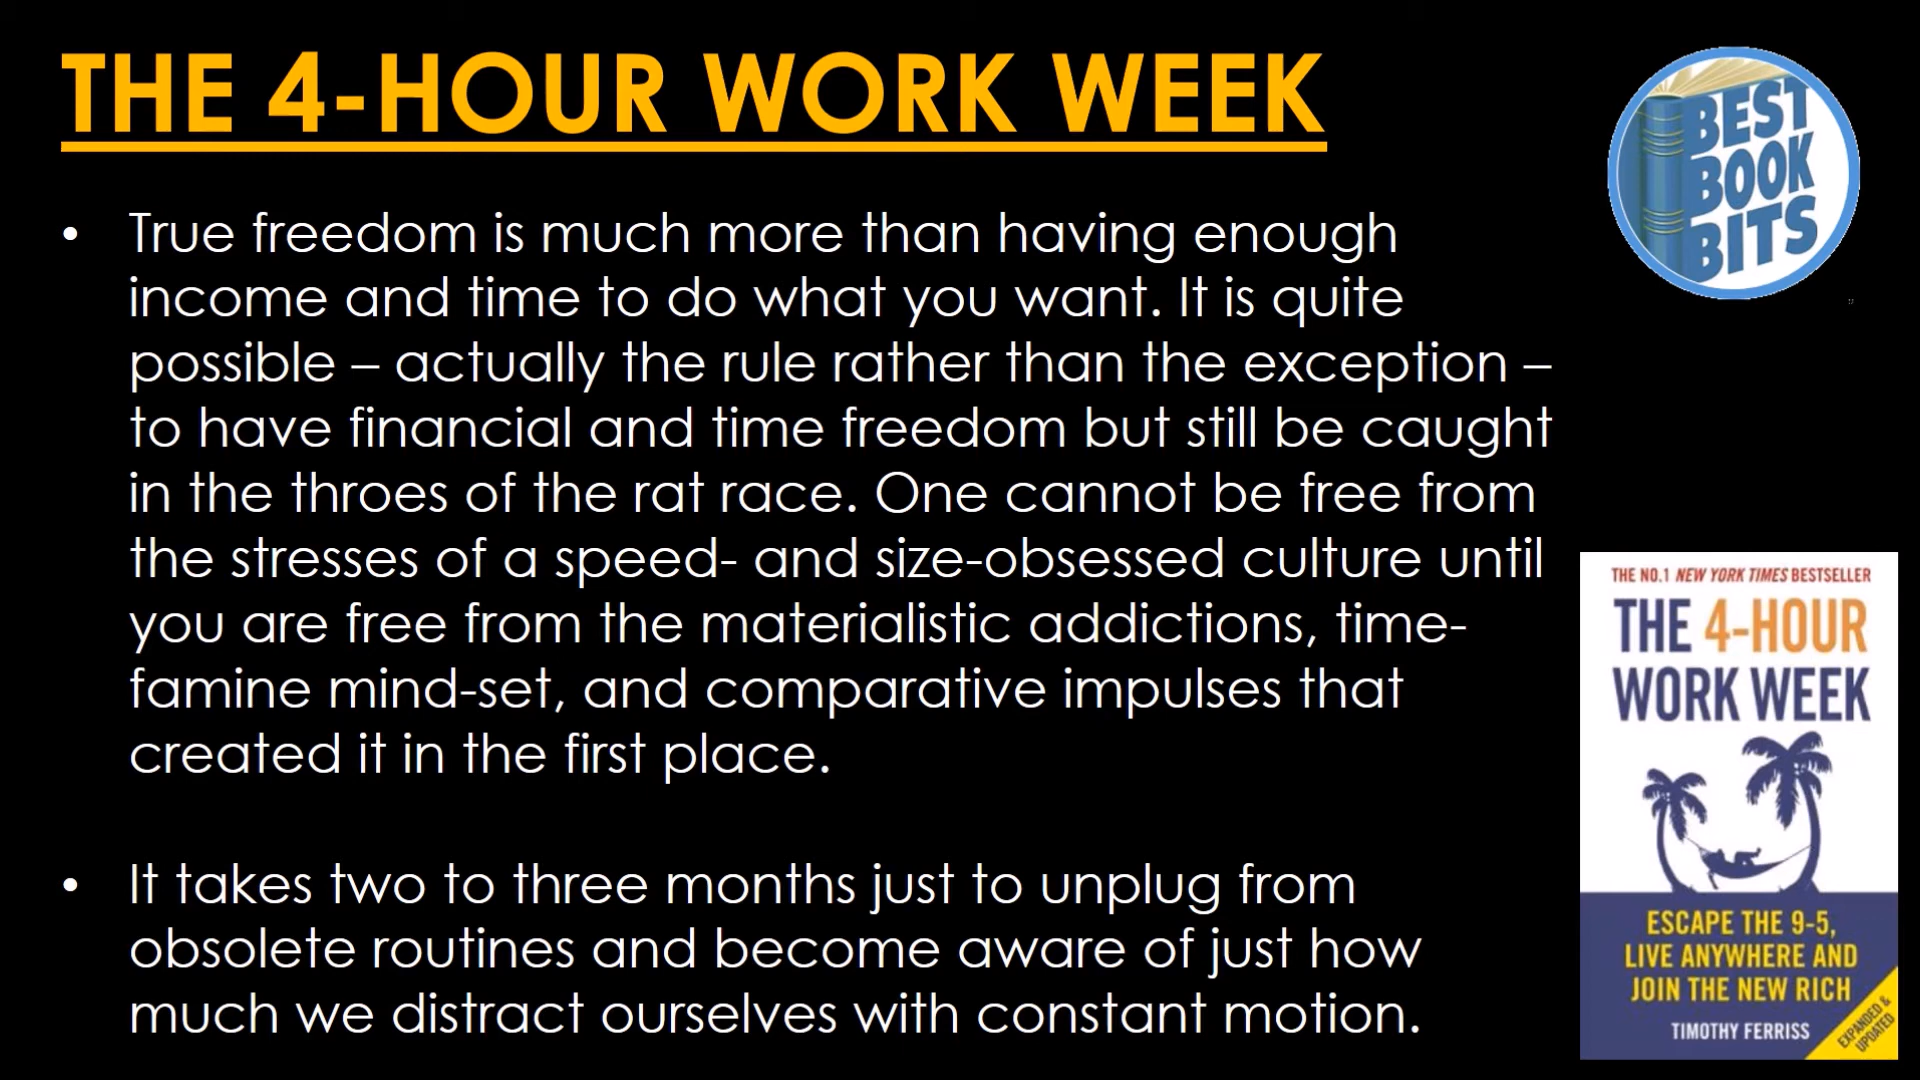 THE 4-HOUR WORK WEEK
BEST
BOOK
BITS
• True freedom is much more than having enough
income and time to do what you want. It is quite
possible – actually the rule rather than the exception –
to have financial and time freedom but still be caught
in the throes of the rat race. One cannot be free from
the stresses of a speed- and size-obsessed culture until
you are free from the materialistic addictions, time-
famine mind-set, and comparative impulses that
created it in the first place.
• It takes two to three months just to unplug from
obsolete routines and become aware of just how
much we distract ourselves with constant motion.
THE NO.1 NEW YORK TIMES BESTSELLER
THE 4-HOUR
WORK WEEK
ESCAPE THE 9-5,
LIVE ANYWHERE AND
JOIN THE NEW RICH
TIMOTHY FERRISS
EXPANDED &
UPDATED